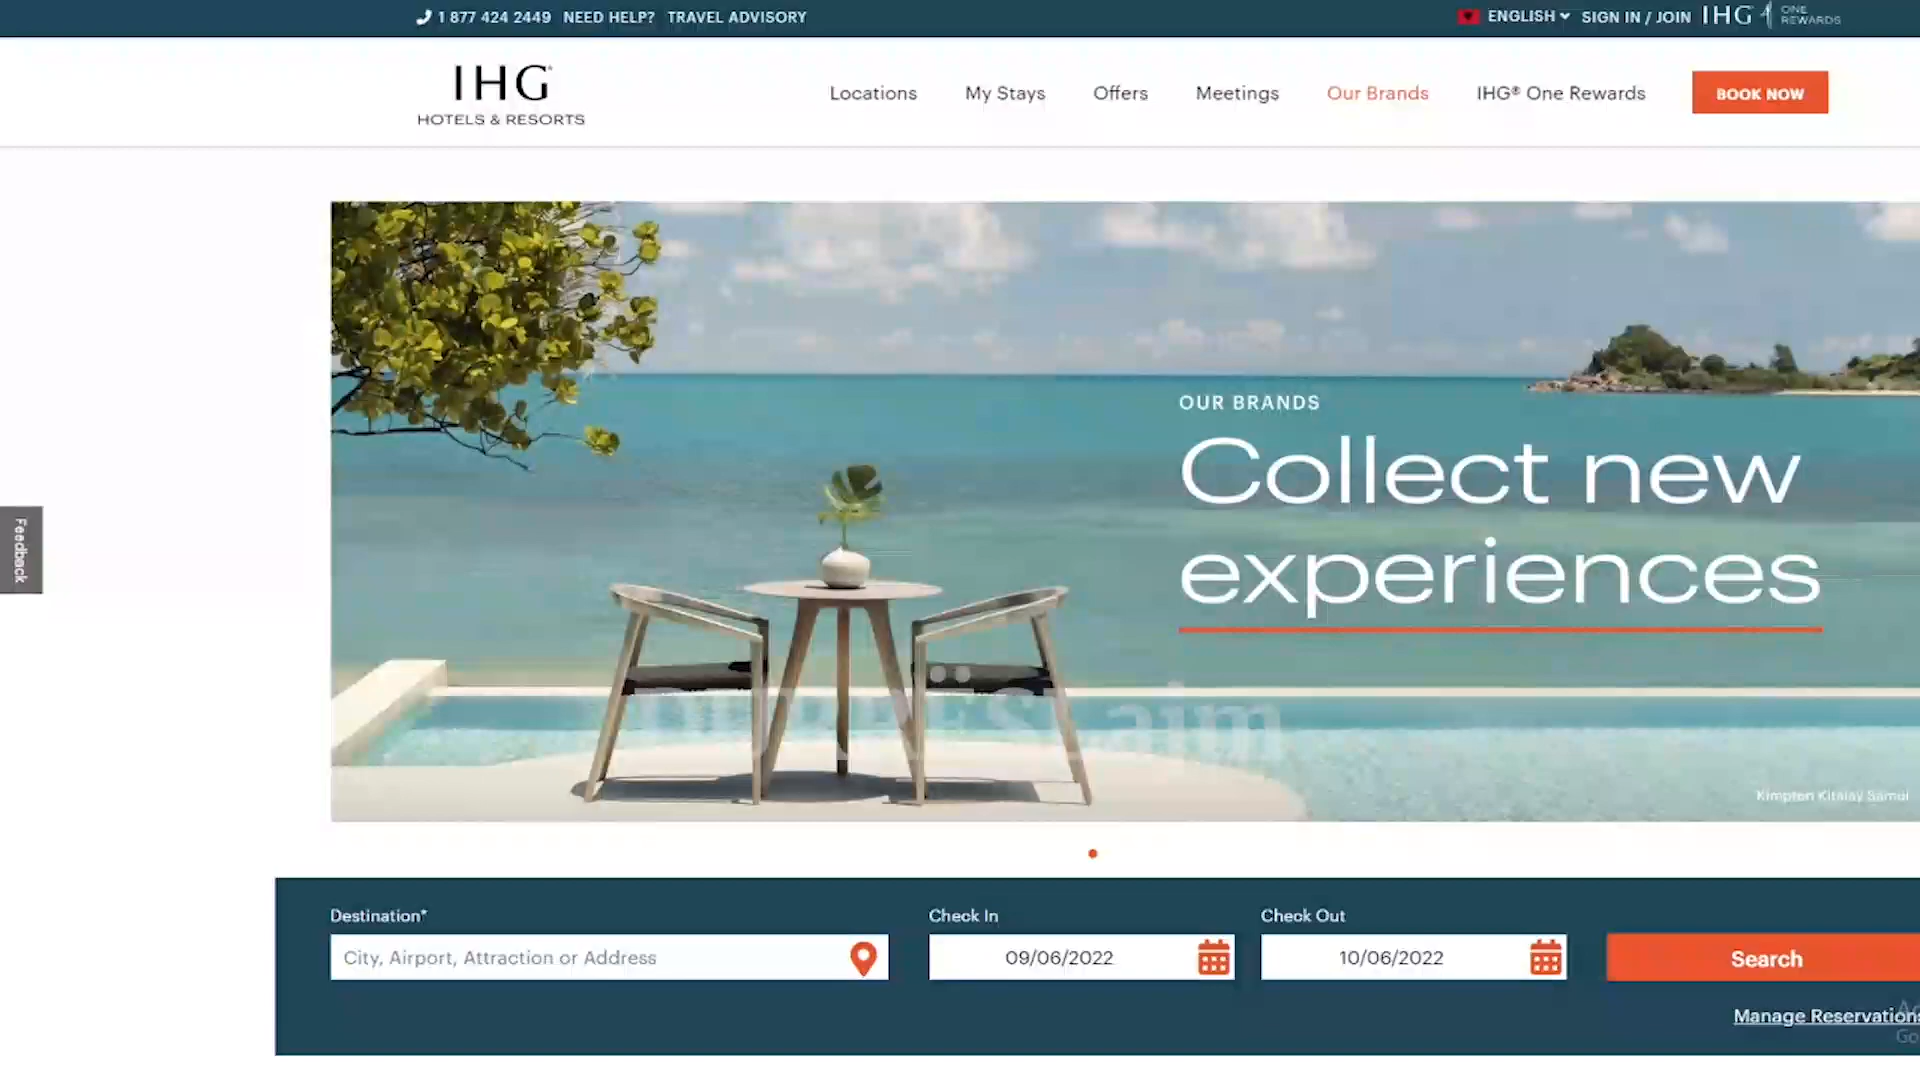 1 877 424 2449 NEED HELP? TRAVEL ADVISORY
ENGLISH SIGN IN / JOIN IHG ONE REWARDS
IHG
HOTELS & RESORTS
Locations My Stays Offers Meetings Our Brands IHG® One Rewards BOOK NOW
OUR BRANDS
Collect new
experiences
Feedback
Kimpton Kitalay Samui
Destination*
Check In
Check Out
City, Airport, Attraction or Address
09/06/2022
10/06/2022
Search
Manage Reservations